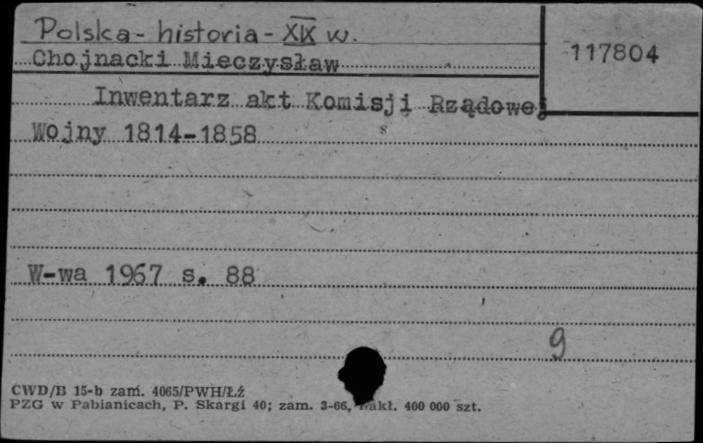 Polska - historia - XIX w.
117804
Chojnacki Mieczysław
Inwentarz akt Komisji Rządowej
Wojny 1814-1858
W-wa 1967 s. 88
9
CWD/B 15-b zam. 4065/PWH/Łź
PZG w Pabianicach, P. Skargi 40; zam. 3-66, nakł. 400 000 szt.